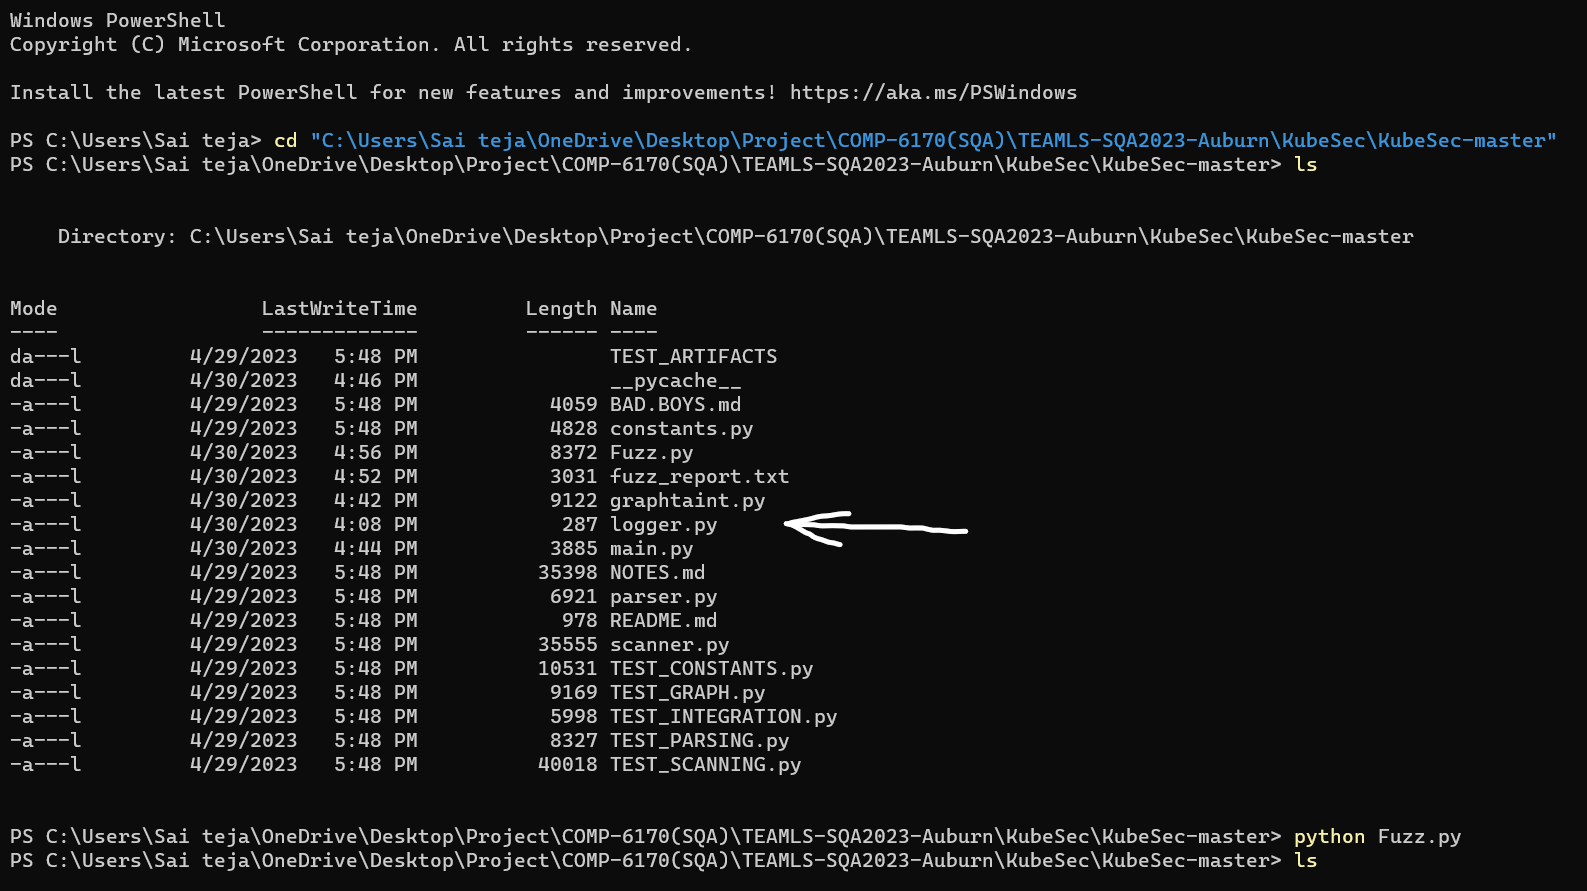 Windows PowerShell
Copyright (C) Microsoft Corporation. All rights reserved.
Install the latest PowerShell for new features and improvements! https://aka.ms/PSWindows
PS C:\Users\Sai teja> cd "C:\Users\Sai teja\OneDrive\Desktop\Project\COMP-6170(SQA)\TEAMLS-SQA2023-Auburn\KubeSec\KubeSec-master"
PS C:\Users\Sai teja\OneDrive\Desktop\Project\COMP-6170(SQA)\TEAMLS-SQA2023-Auburn\KubeSec\KubeSec-master> ls
Directory: C:\Users\Sai teja\OneDrive\Desktop\Project\COMP-6170(SQA)\TEAMLS-SQA2023-Auburn\KubeSec\KubeSec-master
Mode                 LastWriteTime         Length Name
----                 -------------         ------ ----
da---l         4/29/2023   5:48 PM                TEST_ARTIFACTS
da---l         4/30/2023   4:46 PM                __pycache__
-a---l         4/29/2023   5:48 PM           4059 BAD.BOYS.md
-a---l         4/29/2023   5:48 PM           4828 constants.py
-a---l         4/30/2023   4:56 PM           8372 Fuzz.py
-a---l         4/30/2023   4:52 PM           3031 fuzz_report.txt
-a---l         4/30/2023   4:42 PM           9122 graphtaint.py
-a---l         4/30/2023   4:08 PM            287 logger.py
-a---l         4/30/2023   4:44 PM           3885 main.py
-a---l         4/29/2023   5:48 PM          35398 NOTES.md
-a---l         4/29/2023   5:48 PM           6921 parser.py
-a---l         4/29/2023   5:48 PM            978 README.md
-a---l         4/29/2023   5:48 PM          35555 scanner.py
-a---l         4/29/2023   5:48 PM          10531 TEST_CONSTANTS.py
-a---l         4/29/2023   5:48 PM           9169 TEST_GRAPH.py
-a---l         4/29/2023   5:48 PM           5998 TEST_INTEGRATION.py
-a---l         4/29/2023   5:48 PM           8327 TEST_PARSING.py
-a---l         4/29/2023   5:48 PM          40018 TEST_SCANNING.py
PS C:\Users\Sai teja\OneDrive\Desktop\Project\COMP-6170(SQA)\TEAMLS-SQA2023-Auburn\KubeSec\KubeSec-master> python Fuzz.py
PS C:\Users\Sai teja\OneDrive\Desktop\Project\COMP-6170(SQA)\TEAMLS-SQA2023-Auburn\KubeSec\KubeSec-master> ls